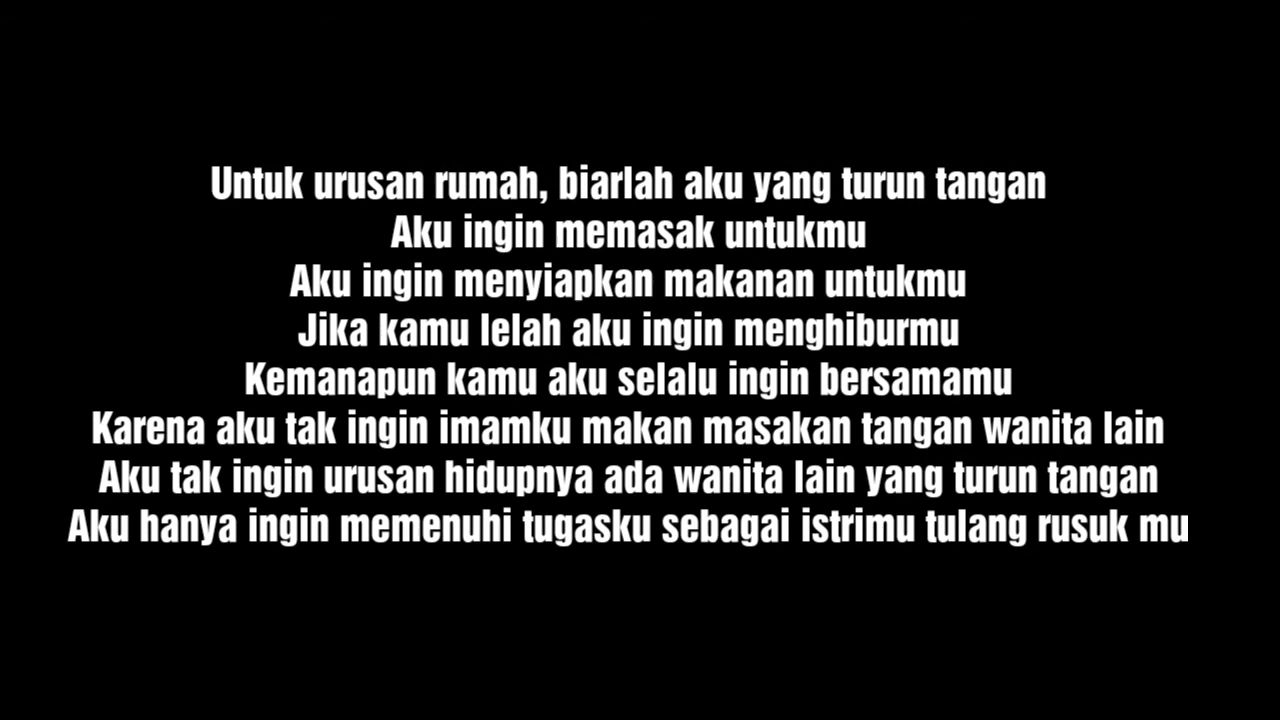 Untuk urusan rumah, biarlah aku yang turun tangan
Aku ingin memasak untukmu
Aku ingin menyiapkan makanan untukmu
Jika kamu lelah aku ingin menghiburmu
Kemanapun kamu aku selalu ingin bersamamu
Karena aku tak ingin imamku makan masakan tangan wanita lain
Aku tak ingin urusan hidupnya ada wanita lain yang turun tangan
Aku hanya ingin memenuhi tugasku sebagai istrimu tulang rusuk mu